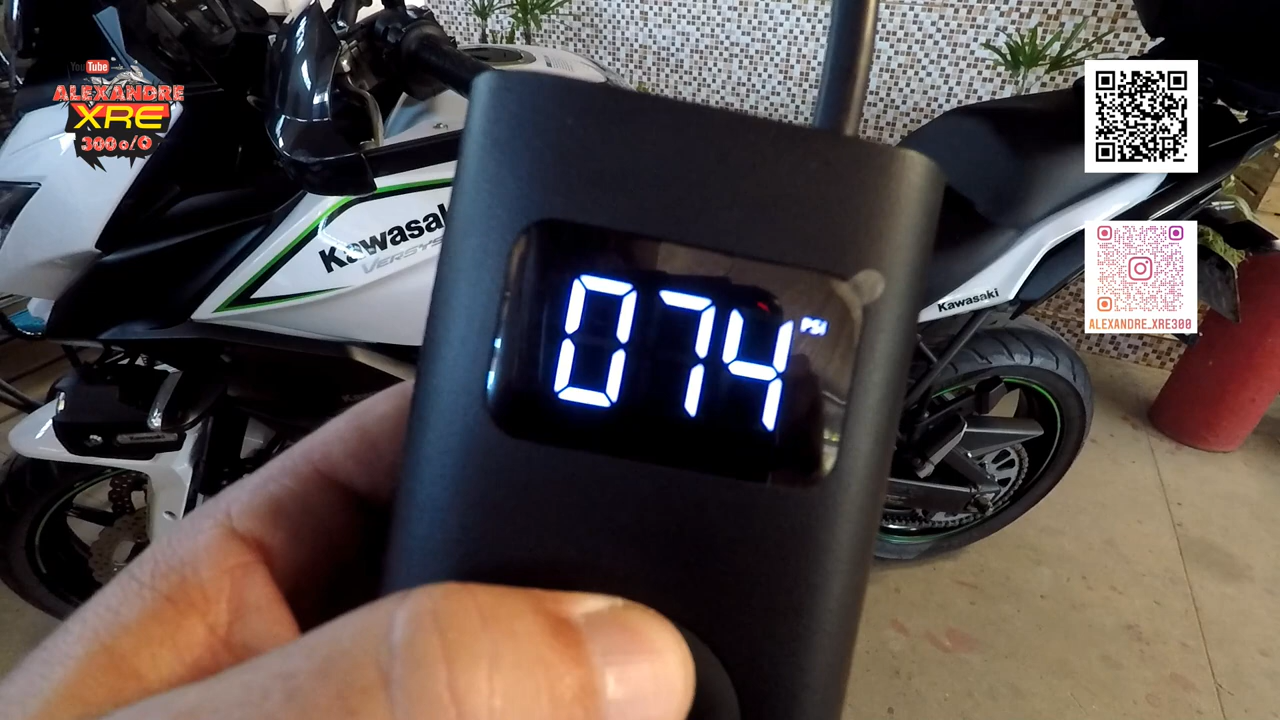 YouTube
ALEXANDRE
XRE
300%
Kawasaki
VERSYS
074
PSI
Kawasaki
ALEXANDRE_XRE300